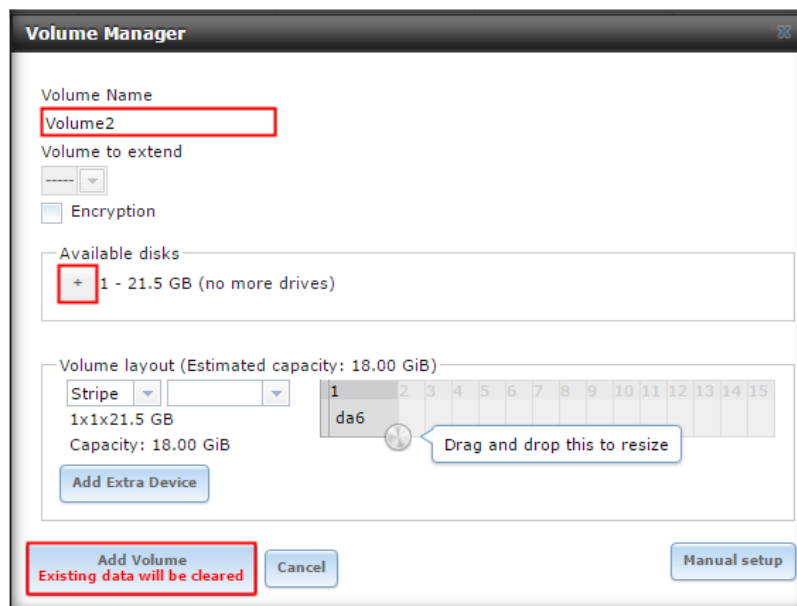 Volume Manager
Volume Name
Volume2
Volume to extend
-----
Encryption
Available disks
+ 1 - 21.5 GB (no more drives)
Volume layout (Estimated capacity: 18.00 GiB)
Stripe
1 2 3 4 5 6 7 8 9 10 11 12 13 14 15
1x1x21.5 GB
da6
Capacity: 18.00 GiB
Drag and drop this to resize
Add Extra Device
Add Volume
Existing data will be cleared
Cancel
Manual setup